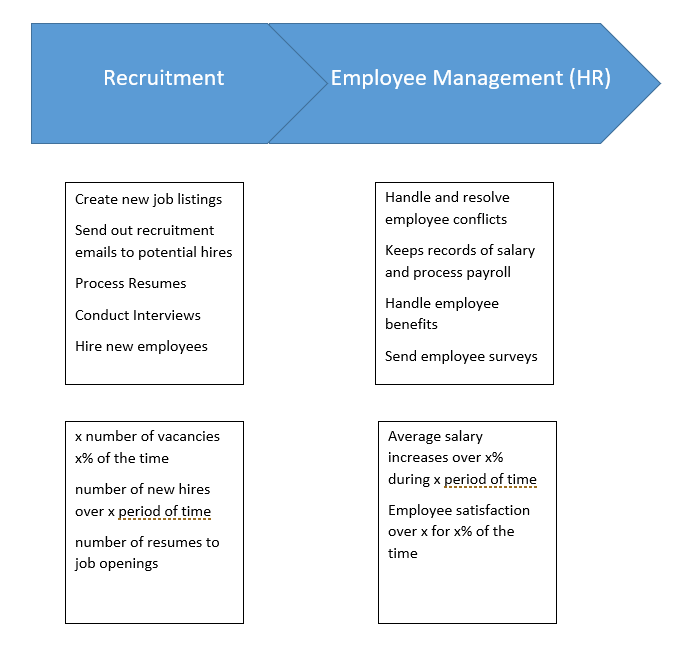 Recruitment
Employee Management (HR)
Create new job listings
Send out recruitment
emails to potential hires
Process Resumes
Conduct Interviews
Hire new employees
Handle and resolve
employee conflicts
Keeps records of salary
and process payroll
Handle employee
benefits
Send employee surveys
x number of vacancies
x% of the time
number of new hires
over x period of time
number of resumes to
job openings
Average salary
increases over x%
during x period of time
Employee satisfaction
over x for x% of the
time